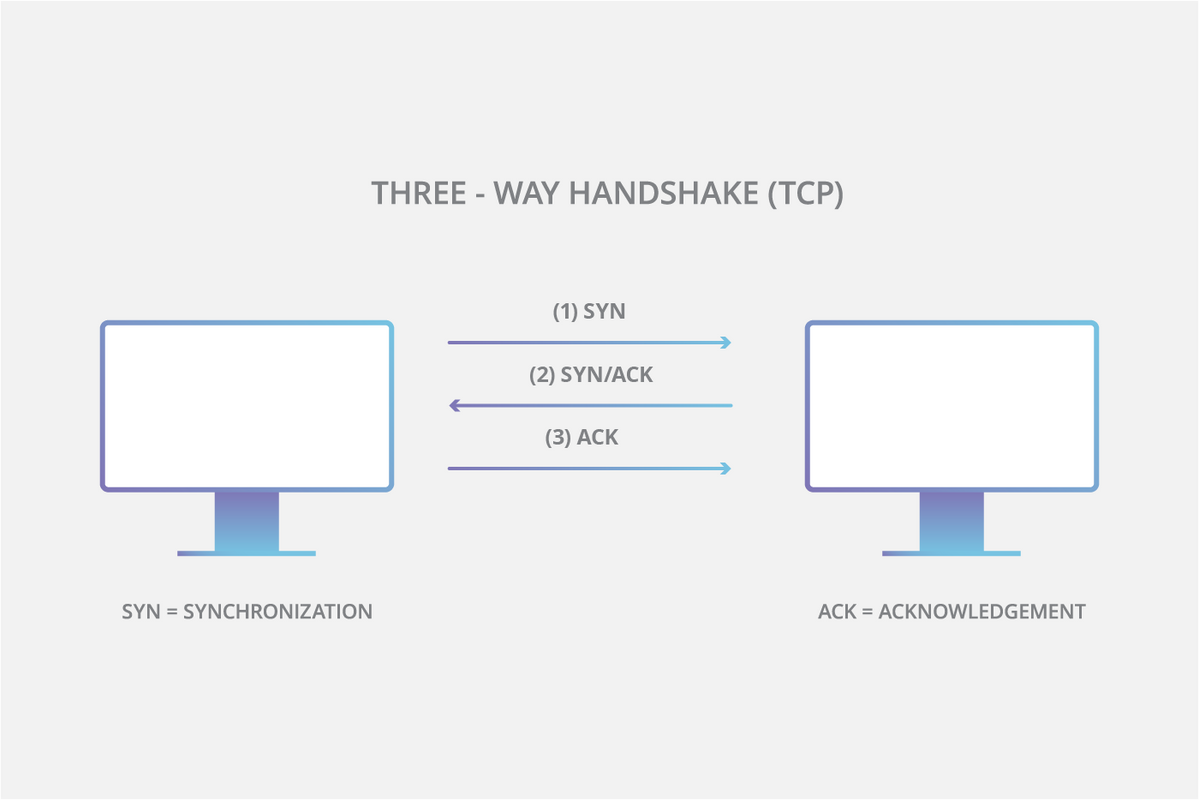 THREE - WAY HANDSHAKE (TCP)
(1) SYN
(2) SYN/ACK
(3) ACK
SYN = SYNCHRONIZATION
ACK = ACKNOWLEDGEMENT